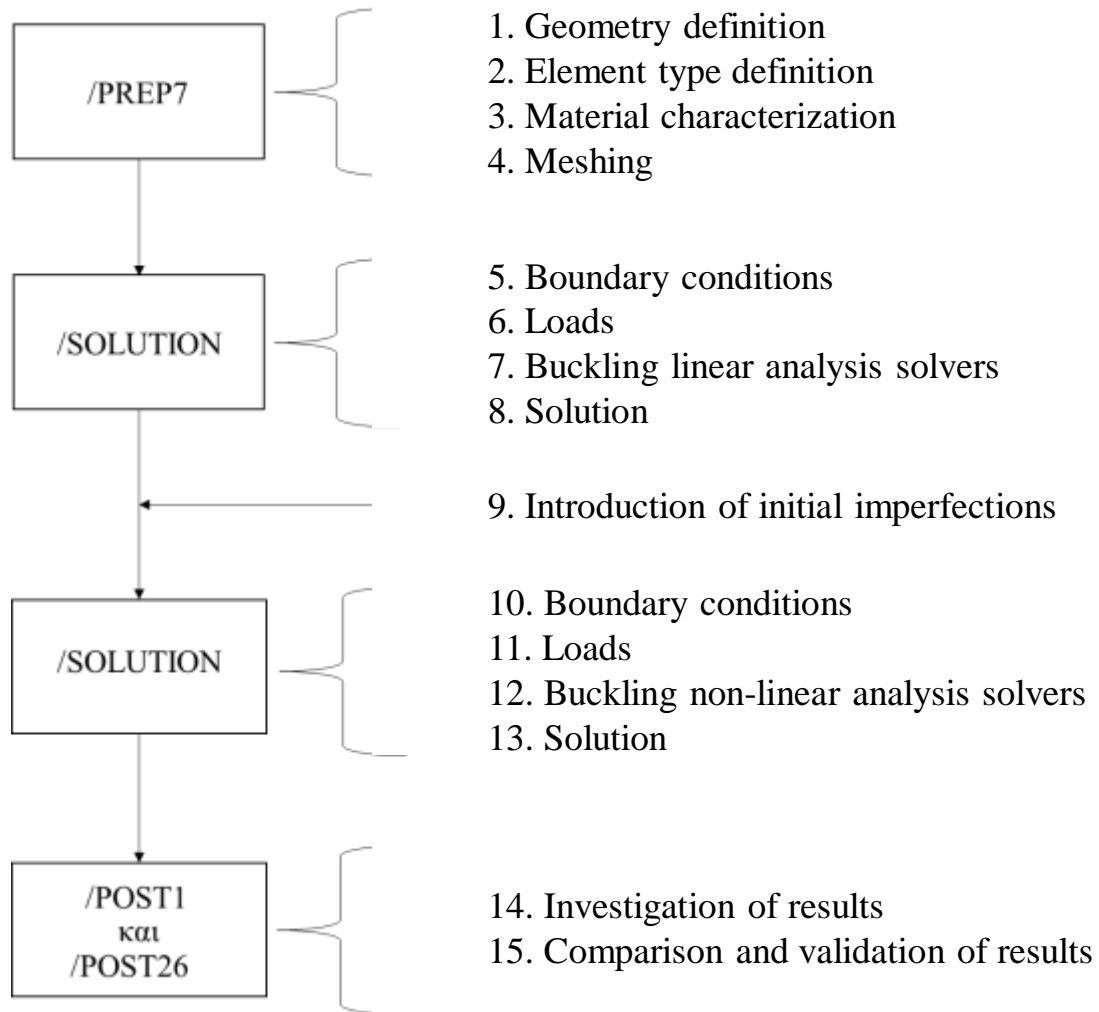 /PREP7
1. Geometry definition
2. Element type definition
3. Material characterization
4. Meshing
/SOLUTION
5. Boundary conditions
6. Loads
7. Buckling linear analysis solvers
8. Solution
9. Introduction of initial imperfections
/SOLUTION
10. Boundary conditions
11. Loads
12. Buckling non-linear analysis solvers
13. Solution
/POST1
και
/POST26
14. Investigation of results
15. Comparison and validation of results